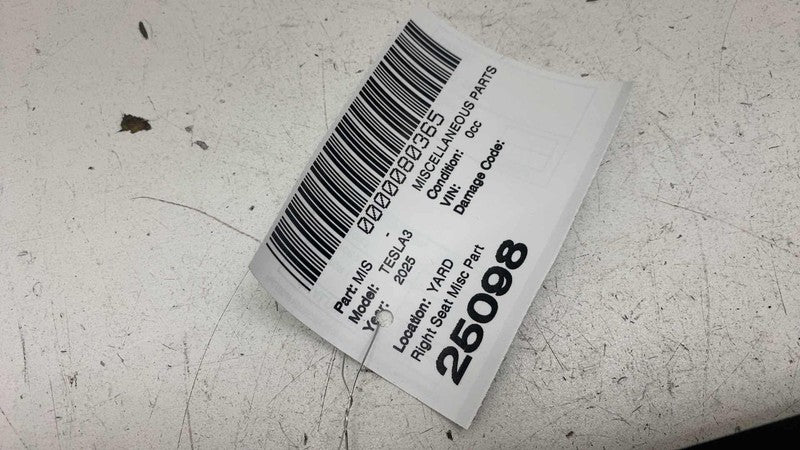 0000080365
Part: MIS - MISCELLANEOUS PARTS
Model: TESLA3 Condition: 0cc
Year: 2025 VIN:
Damage Code:
Location: YARD
Right Seat Misc Part
25098